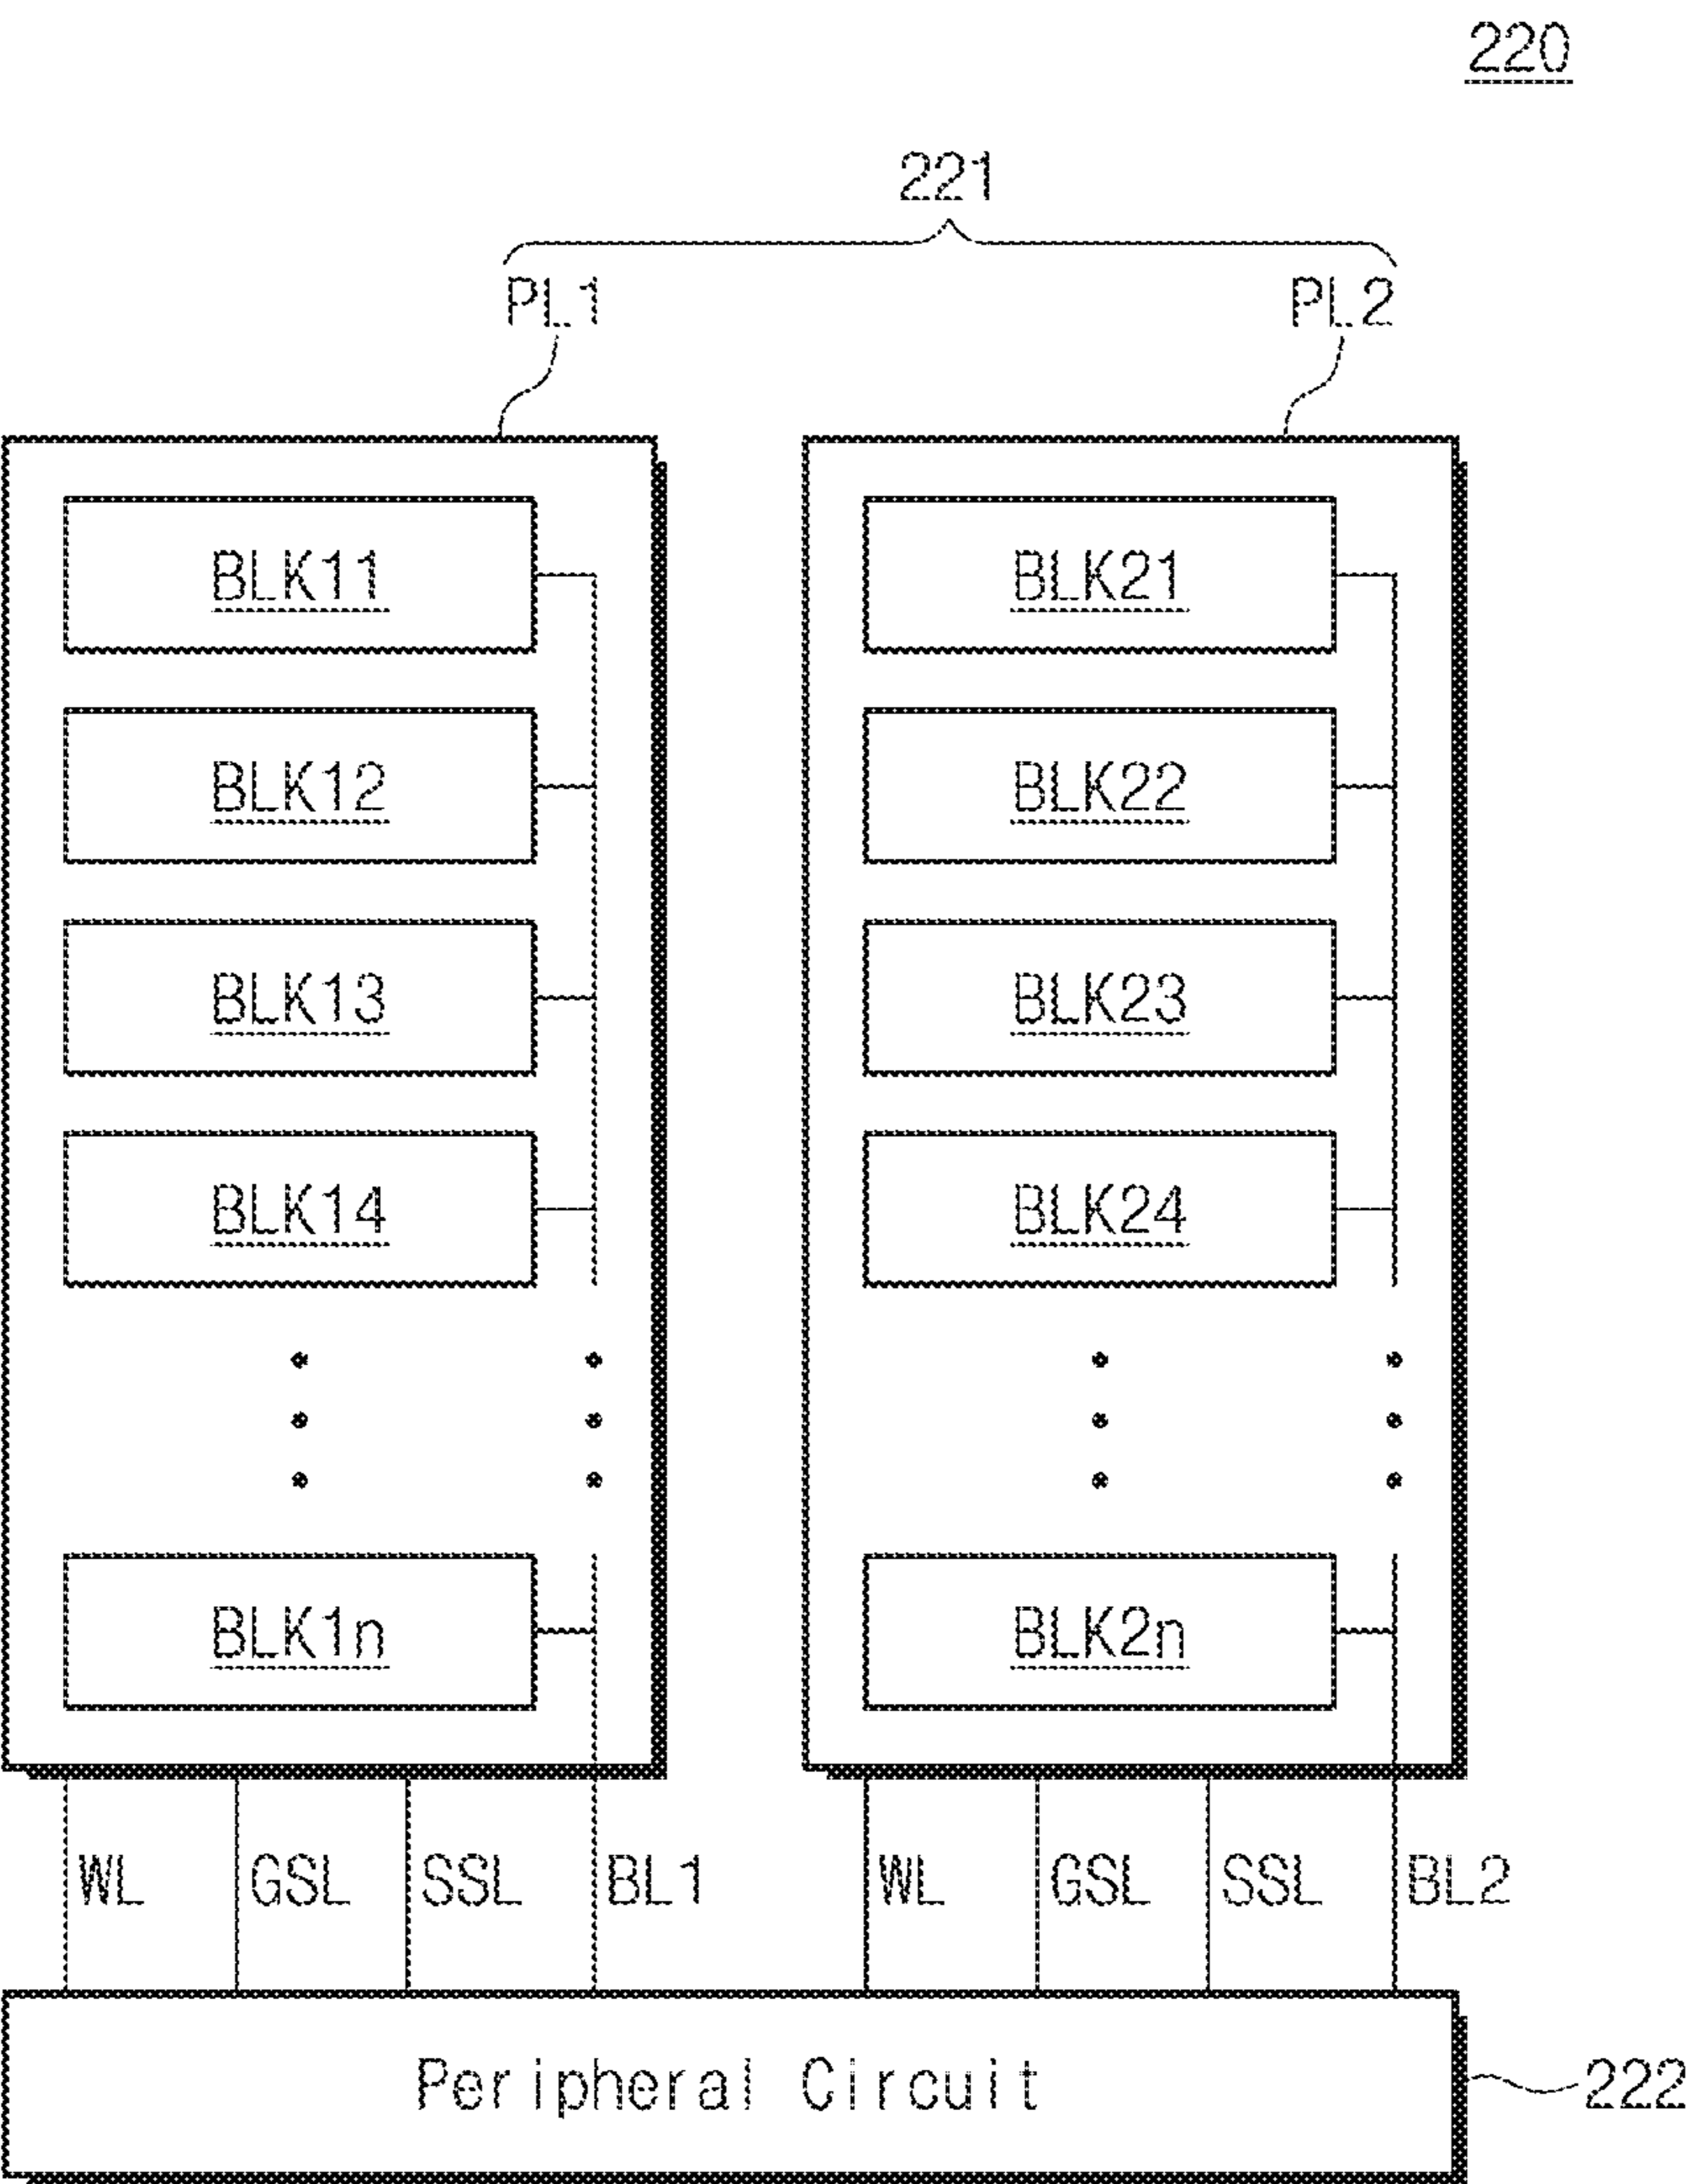 220
221
PL1 PL2
BLK11 BLK21
BLK12 BLK22
BLK13 BLK23
BLK14 BLK24
BLK1n BLK2n
WL GSL SSL BL1 WL GSL SSL BL2
Peripheral Circuit 222